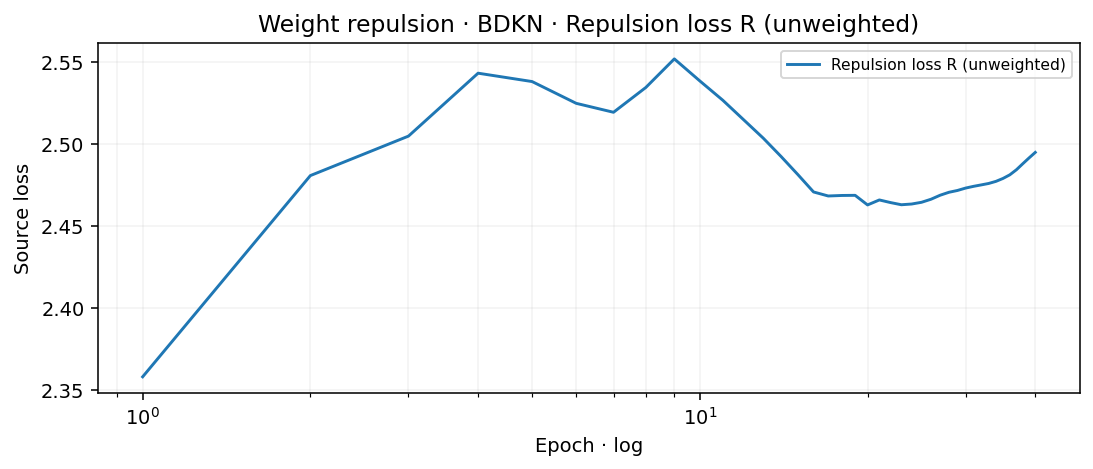 Weight repulsion · BDKN · Repulsion loss R (unweighted)
Repulsion loss R (unweighted)
2.55
2.50
2.45
2.40
2.35
Source loss
10⁰
10¹
Epoch · log